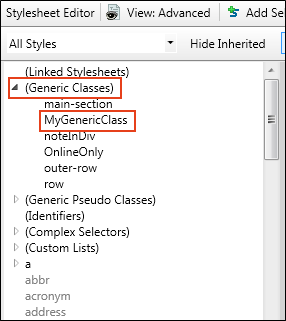 Stylesheet Editor
View: Advanced
Add Se
All Styles
Hide Inherited
(Linked Stylesheets)
(Generic Classes)
main-section
MyGenericClass
noteInDiv
OnlineOnly
outer-row
row
(Generic Pseudo Classes)
(Identifiers)
(Complex Selectors)
(Custom Lists)
a
abbr
acronym
address